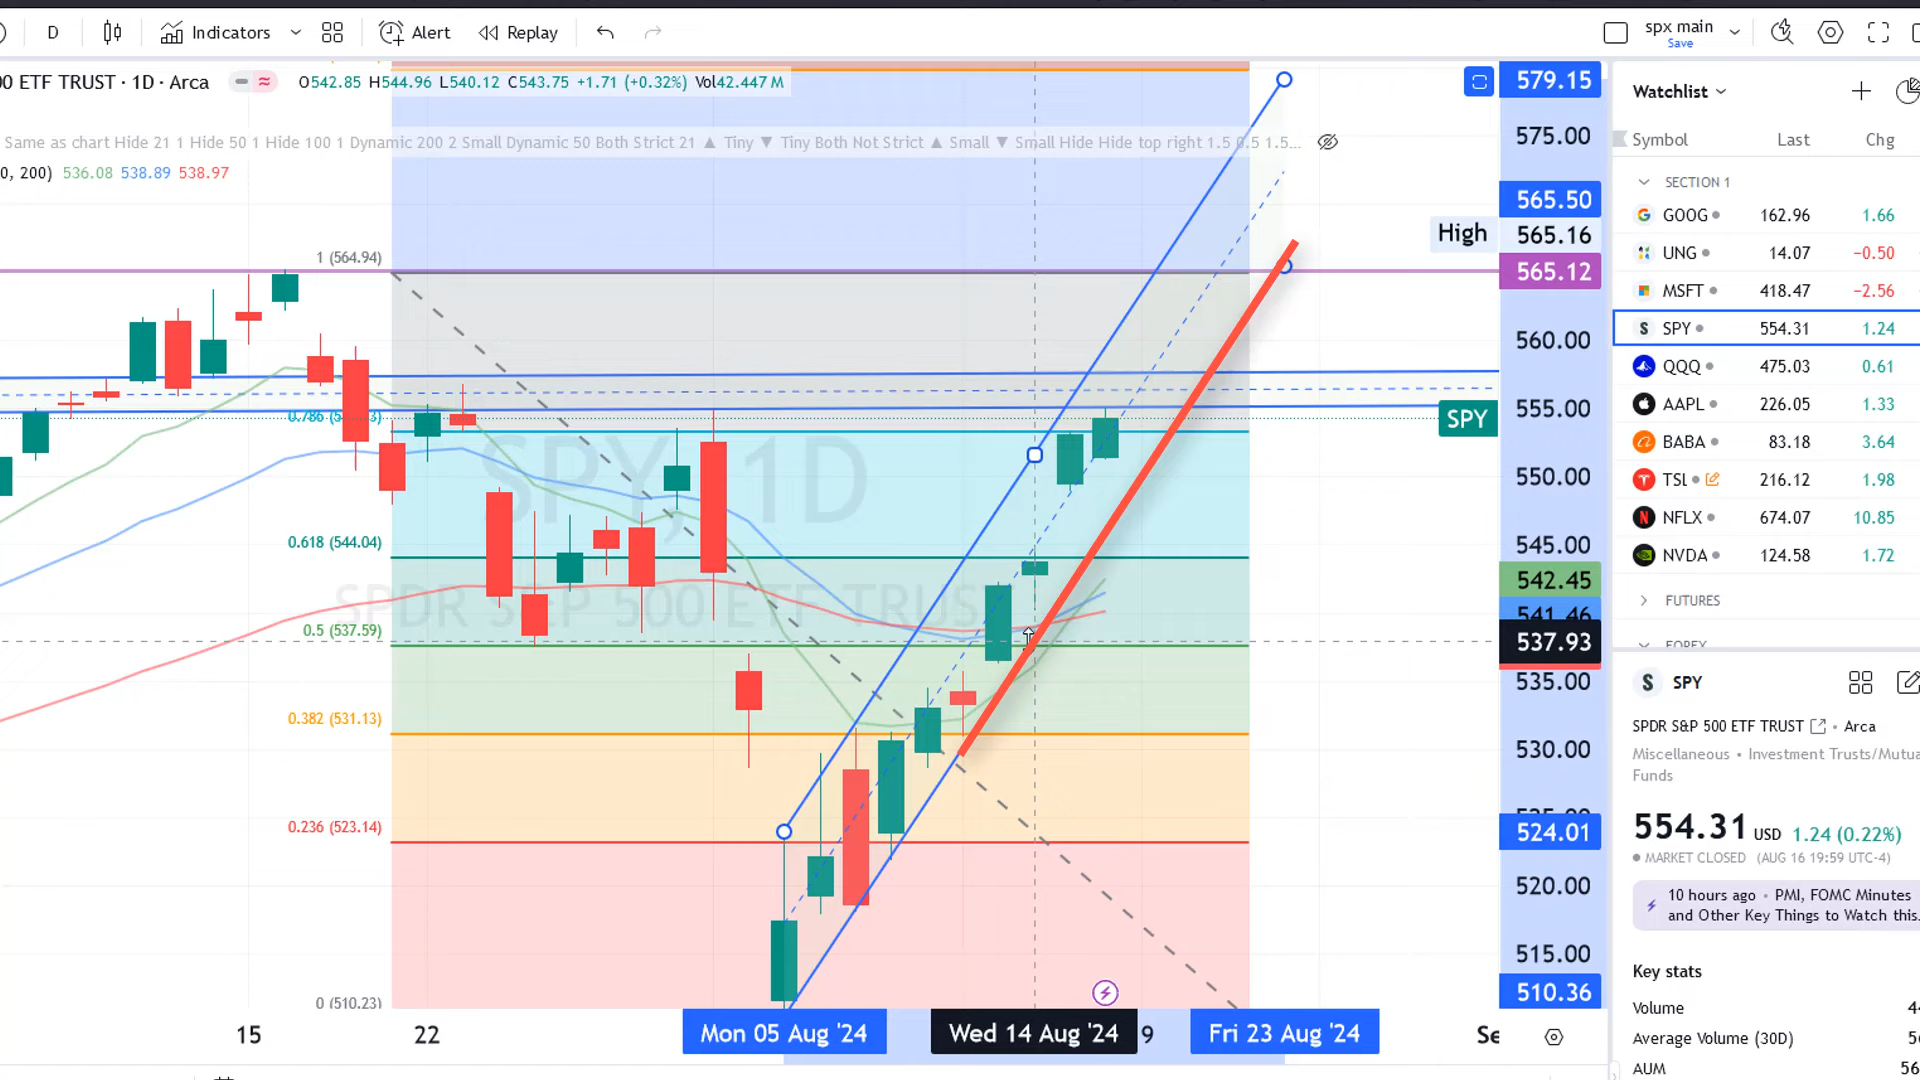 D Indicators Alert Replay spx main
Save
00 ETF TRUST · 1D · Arca O542.85 H544.96 L540.12 C543.75 +1.71 (+0.32%) Vol42.447 M
Same as chart Hide 21 1 Hide 50 1 Hide 100 1 Dynamic 200 2 Small Dynamic 50 Both Strict 21 ▲ Tiny ▼ Tiny Both Not Strict ▲ Small ▼ Small Hide Hide top right 1.5 0.5 1.5...
0, 200) 536.08 538.89 538.97
1 (564.94)
0.618 (544.04)
0.5 (537.59)
0.382 (531.13)
0.236 (523.14)
0 (510.23)
SPY, 1D
SPDR S&P 500 ETF TRUST
579.15
575.00
565.50
High 565.16
565.12
560.00
555.00
SPY
550.00
545.00
542.45
541.46
537.93
535.00
530.00
524.01
520.00
515.00
510.36
15 22 Mon 05 Aug '24 Wed 14 Aug '24 9 Fri 23 Aug '24 Se
Watchlist
Symbol Last Chg
SECTION 1
GOOG 162.96 1.66
UNG 14.07 −0.50
MSFT 418.47 −2.56
SPY 554.31 1.24
QQQ 475.03 0.61
AAPL 226.05 1.33
BABA 83.18 3.64
TSL 216.12 1.98
NFLX 674.07 10.85
NVDA 124.58 1.72
FUTURES
FOREX
SPY
SPDR S&P 500 ETF TRUST • Arca
Miscellaneous • Investment Trusts/Mutua
Funds
554.31 USD 1.24 (0.22%)
MARKET CLOSED (AUG 16 19:59 UTC-4)
10 hours ago • PMI, FOMC Minutes
and Other Key Things to Watch this
Key stats
Volume 4
Average Volume (30D) 5
AUM 56